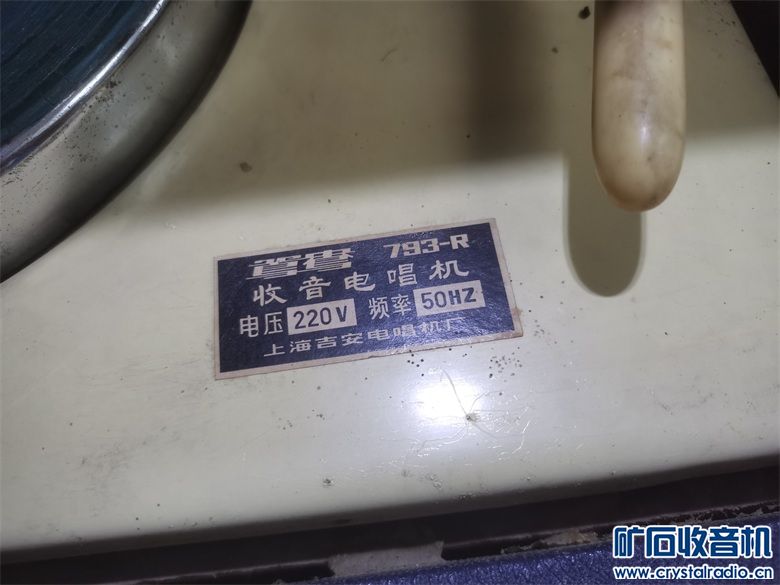 793-R
收音电唱机
电压 220V 频率 50HZ
上海吉安电唱机厂
矿石收音机
www.crystalradio.cn